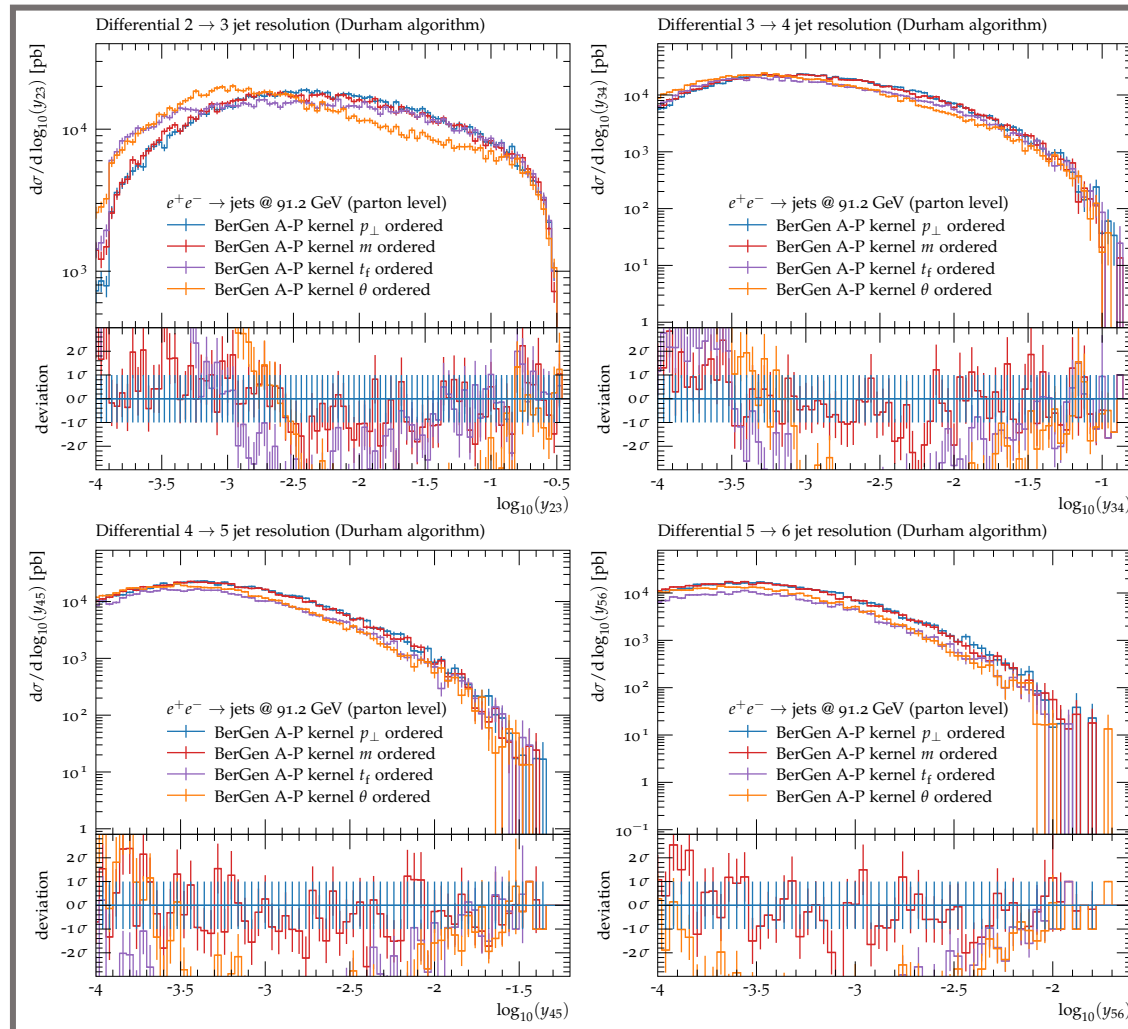 Differential 2 → 3 jet resolution (Durham algorithm)
dσ/d log₁₀(y₂₃) [pb]
10⁴
10³
e⁺e⁻ → jets @ 91.2 GeV (parton level)
BerGen A-P kernel p⊥ ordered
BerGen A-P kernel m ordered
BerGen A-P kernel t_f ordered
BerGen A-P kernel θ ordered
deviation
2σ
1σ
0σ
-1σ
-2σ
-4 -3.5 -3 -2.5 -2 -1.5 -1 -0.5
log₁₀(y₂₃)
Differential 3 → 4 jet resolution (Durham algorithm)
dσ/d log₁₀(y₃₄) [pb]
10⁴
10³
10²
10¹
1
e⁺e⁻ → jets @ 91.2 GeV (parton level)
BerGen A-P kernel p⊥ ordered
BerGen A-P kernel m ordered
BerGen A-P kernel t_f ordered
BerGen A-P kernel θ ordered
deviation
2σ
1σ
0σ
-1σ
-2σ
-4 -3.5 -3 -2.5 -2 -1.5 -1
log₁₀(y₃₄)
Differential 4 → 5 jet resolution (Durham algorithm)
dσ/d log₁₀(y₄₅) [pb]
10⁴
10³
10²
10¹
1
e⁺e⁻ → jets @ 91.2 GeV (parton level)
BerGen A-P kernel p⊥ ordered
BerGen A-P kernel m ordered
BerGen A-P kernel t_f ordered
BerGen A-P kernel θ ordered
deviation
2σ
1σ
0σ
-1σ
-2σ
-4 -3.5 -3 -2.5 -2 -1.5
log₁₀(y₄₅)
Differential 5 → 6 jet resolution (Durham algorithm)
dσ/d log₁₀(y₅₆) [pb]
10⁴
10³
10²
10¹
1
10⁻¹
e⁺e⁻ → jets @ 91.2 GeV (parton level)
BerGen A-P kernel p⊥ ordered
BerGen A-P kernel m ordered
BerGen A-P kernel t_f ordered
BerGen A-P kernel θ ordered
deviation
2σ
1σ
0σ
-1σ
-2σ
-4 -3.5 -3 -2.5 -2
log₁₀(y₅₆)